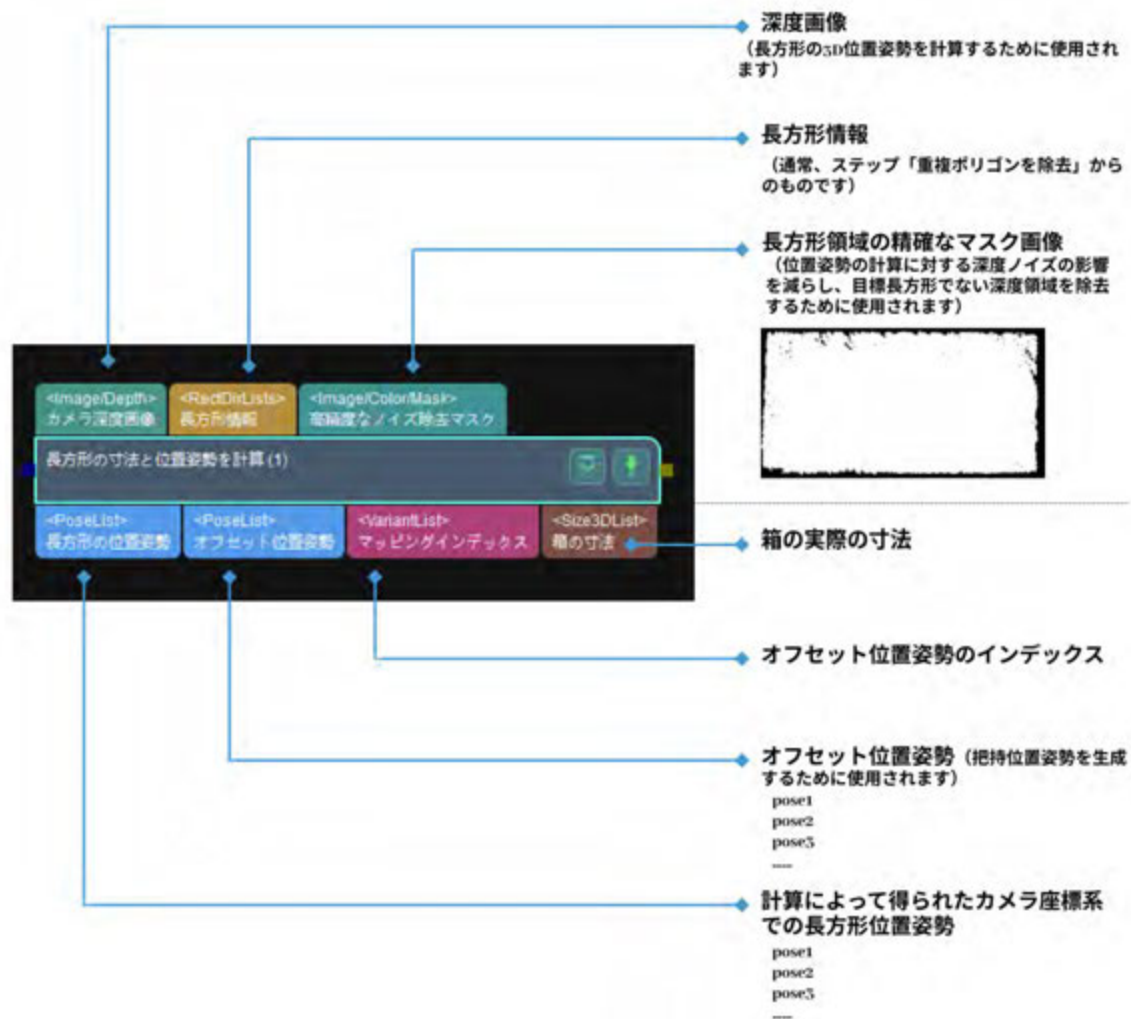 深度画像
（長方形の3D位置姿勢を計算するために使用され
ます）
長方形情報
（通常、ステップ「重複ポリゴンを除去」から
のものです）
長方形領域の精確なマスク画像
（位置姿勢の計算に対する深度ノイズの影響
を減らし、目標長方形でない深度領域を除去
するために使用されます）
<Image/Depth>
カメラ深度画像
<RectDirLists>
長方形情報
<Image/Color/Mask>
高精度なノイズ除去マスク
長方形の寸法と位置姿勢を計算 (1)
<PoseList>
長方形の位置姿勢
<PoseList>
オフセット位置姿勢
<VariantList>
マッピングインデックス
<Size3DList>
箱の寸法
箱の実際の寸法
オフセット位置姿勢のインデックス
オフセット位置姿勢（把持位置姿勢を生成
するために使用されます）
pose1
pose2
pose3
....
計算によって得られたカメラ座標系
での長方形位置姿勢
pose1
pose2
pose3
....